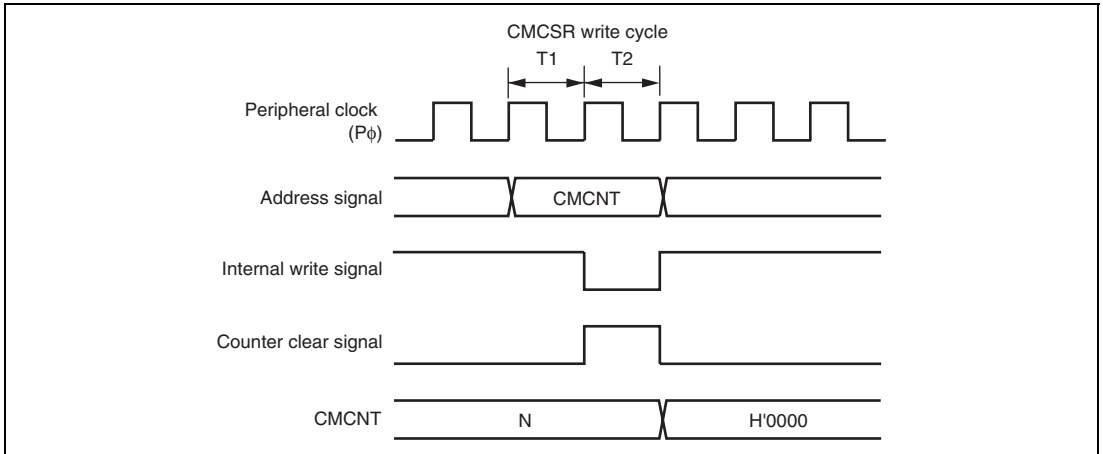 CMCSR write cycle
T1 T2
Peripheral clock
(Pϕ)
Address signal CMCNT
Internal write signal
Counter clear signal
CMCNT N H'0000